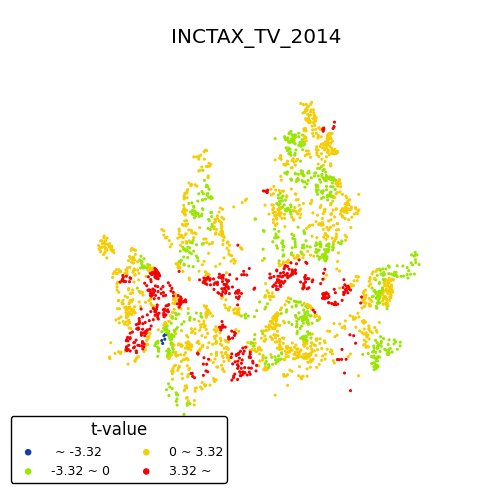 INCTAX_TV_2014
t-value
~ -3.32
-3.32 ~ 0
0 ~ 3.32
3.32 ~